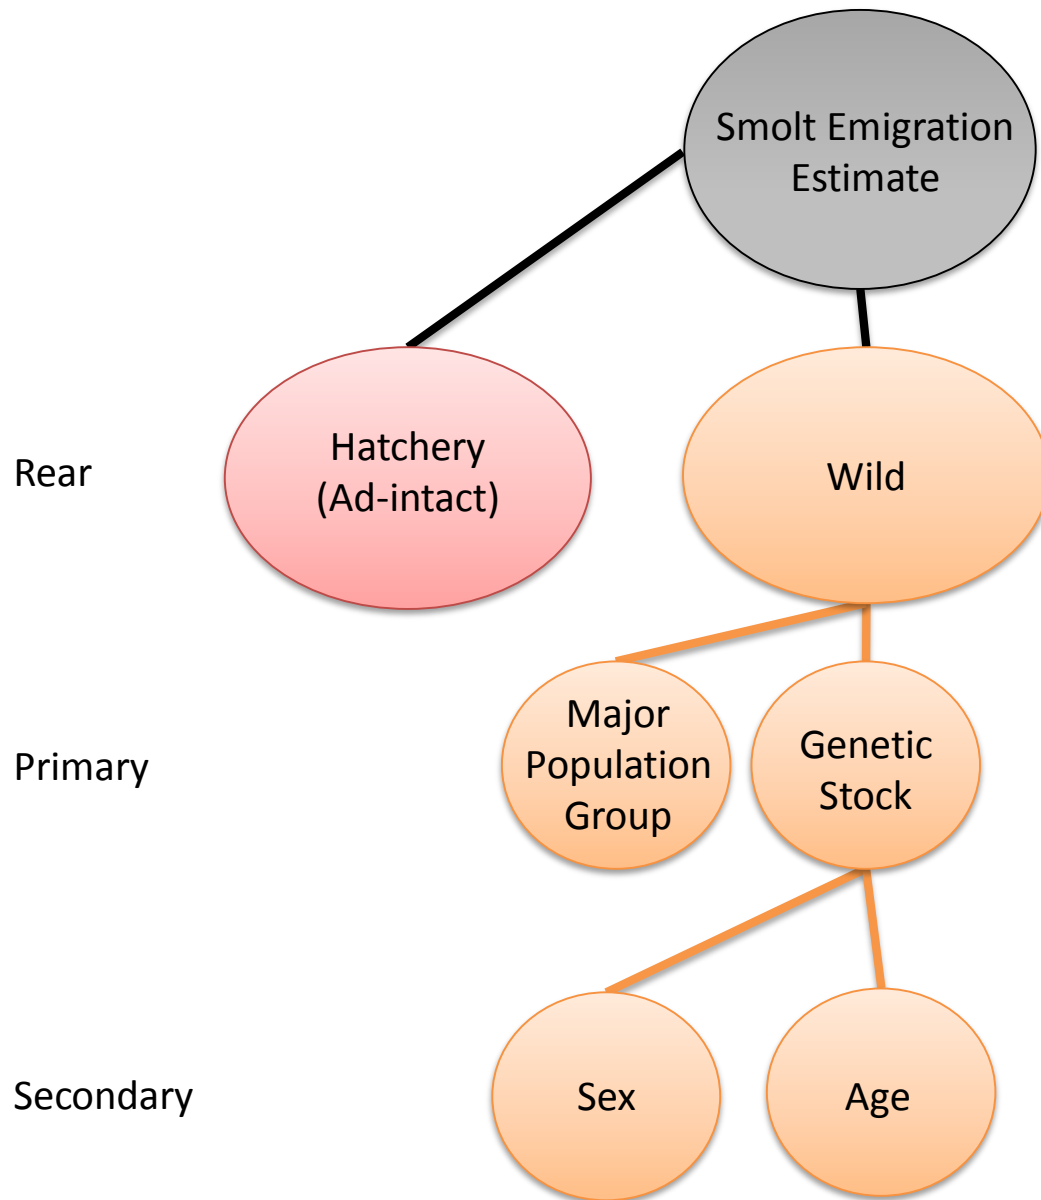 Smolt Emigration
Estimate
Rear
Hatchery
(Ad-intact)
Wild
Primary
Major
Population
Group
Genetic
Stock
Secondary
Sex
Age